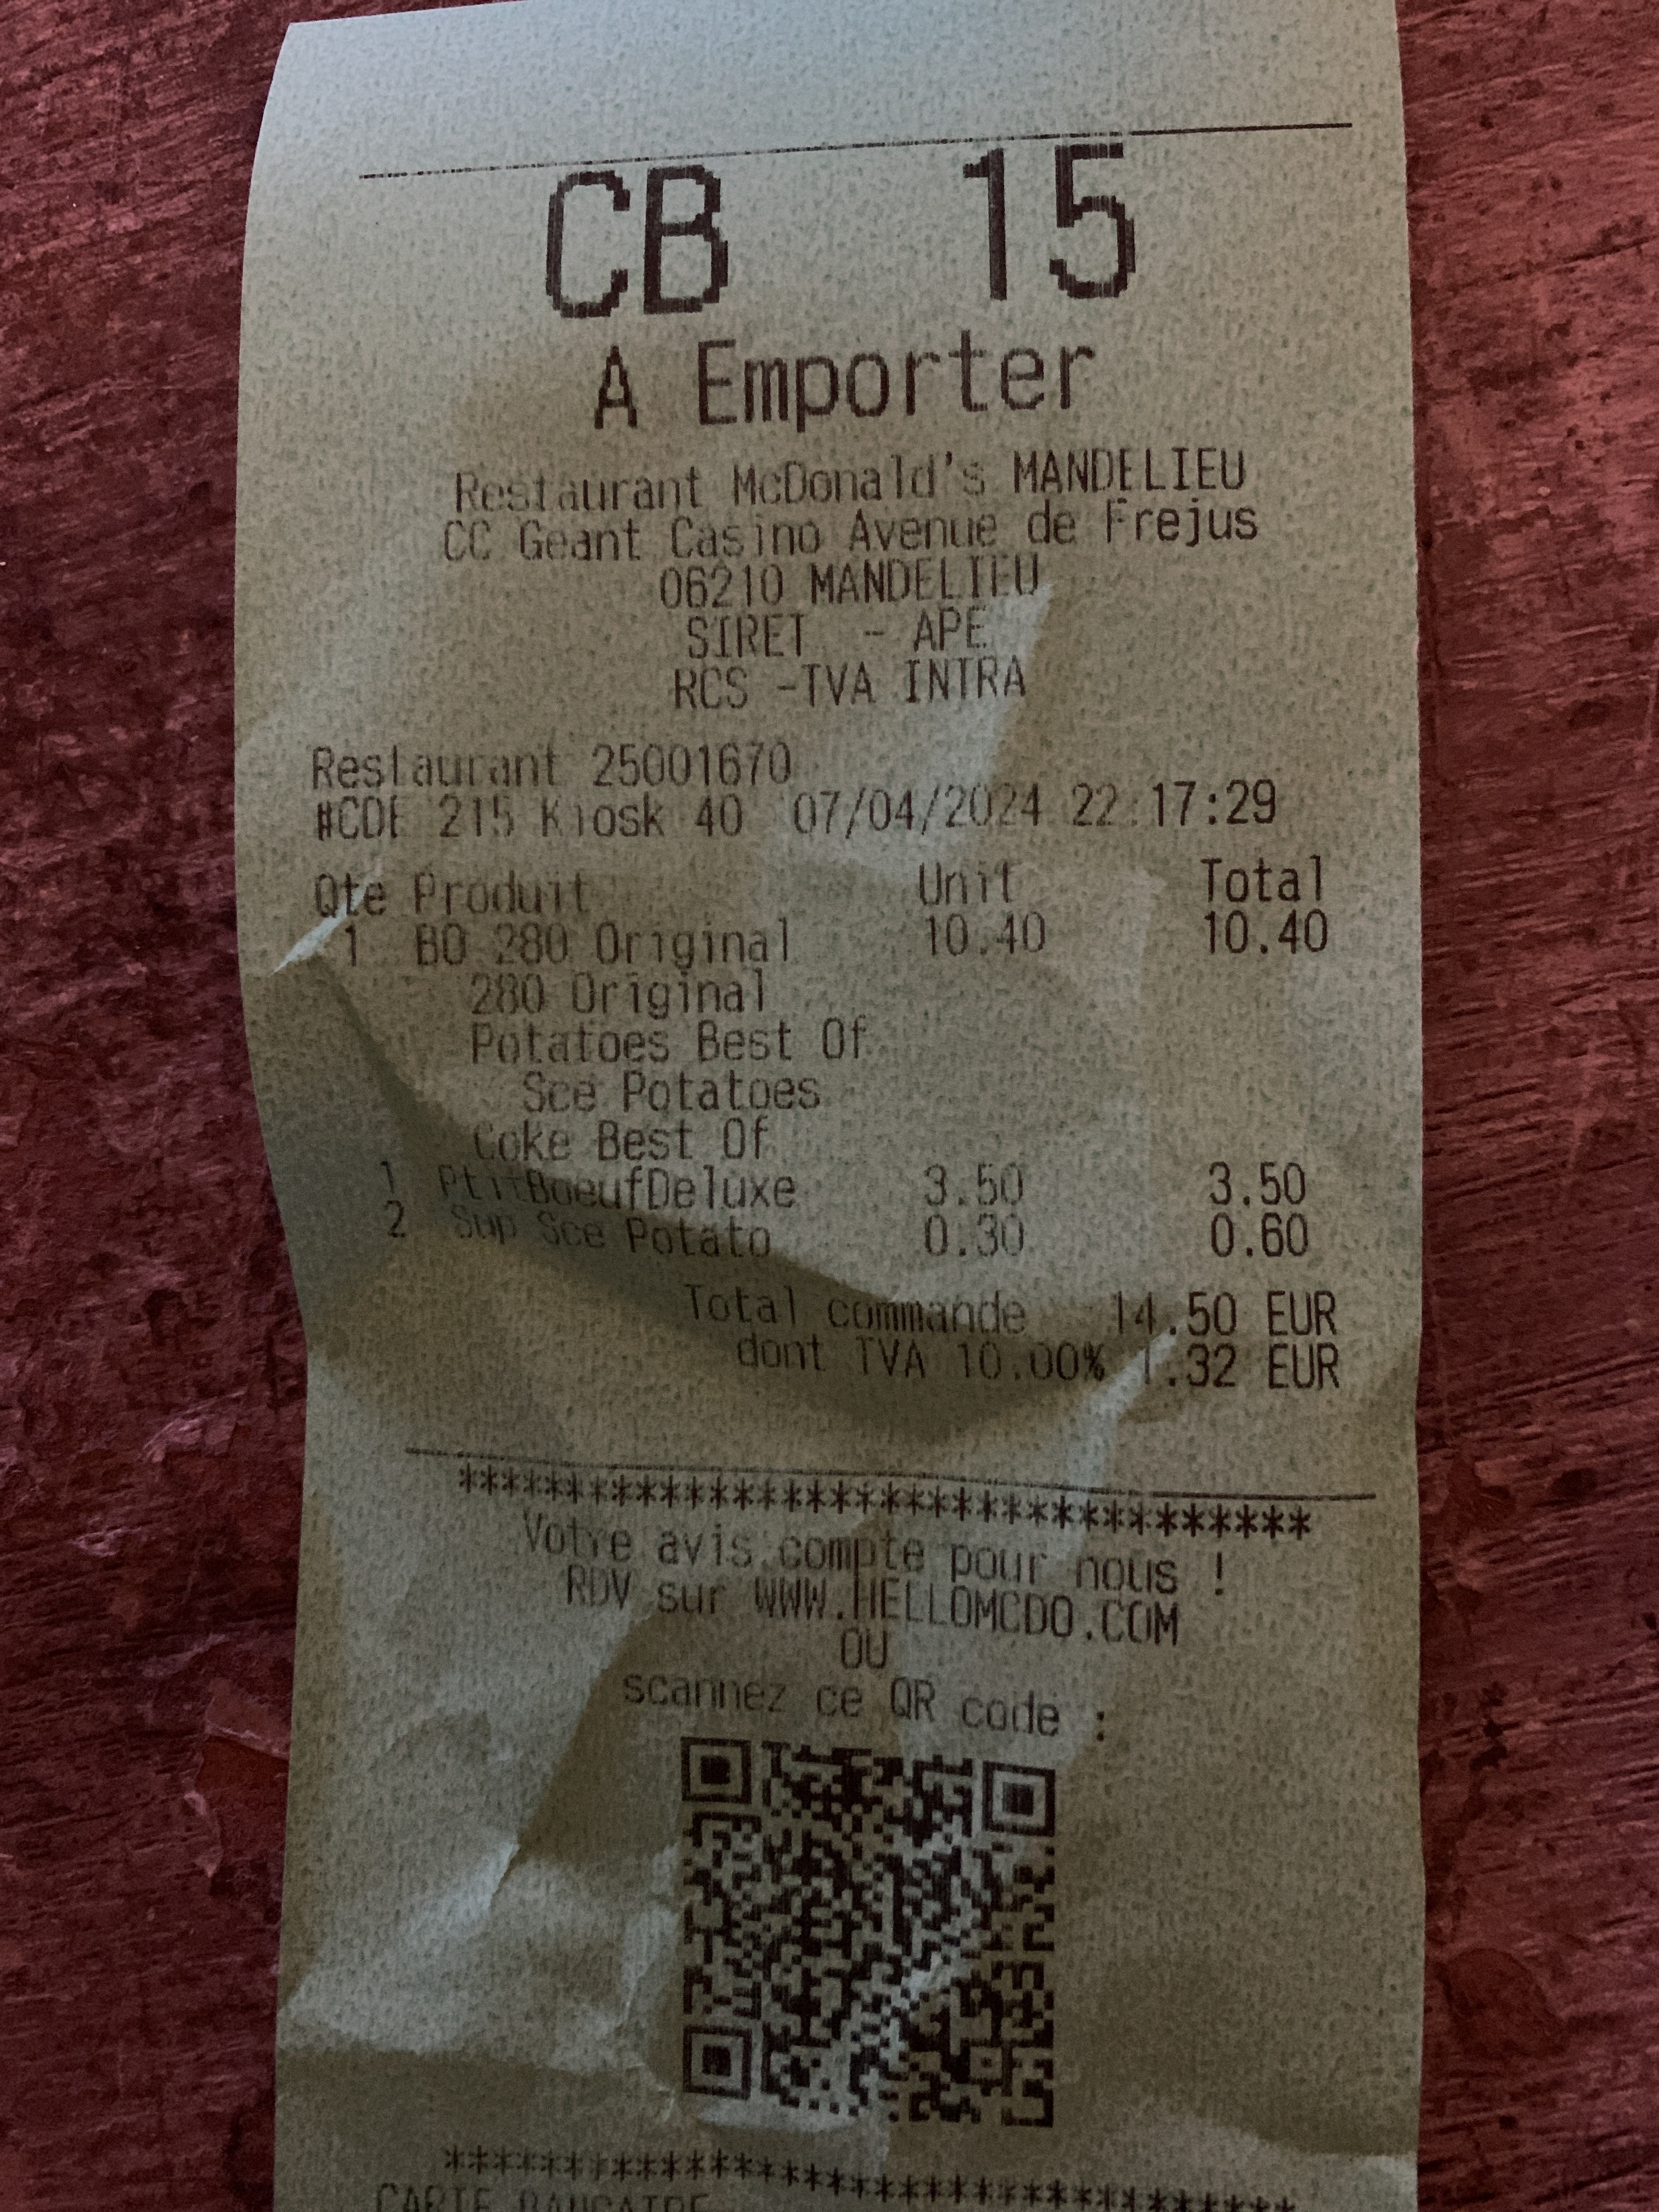 CB 15
A Emporter
Restaurant McDonald's MANDELIEU
CC Geant Casino Avenue de Frejus
06210 MANDELIEU
SIRET - APE
RCS -TVA INTRA
Restaurant 25001670
#CDE 215 Kiosk 40 07/04/2024 22:17:29
Qte Produit Unit Total
1 BO 280 Original 10.40 10.40
280 Original
Potatoes Best Of
Sce Potatoes
Coke Best Of
1 PtitBoeufDeluxe 3.50 3.50
2 Sup Sce Potato 0.30 0.60
Total commande 14.50 EUR
dont TVA 10.00% 1.32 EUR
***********************************
Votre avis compte pour nous !
RDV sur WWW.HELLOMCDO.COM
OU
scannez ce QR code :
***********************************
CARTE BANCAIRE